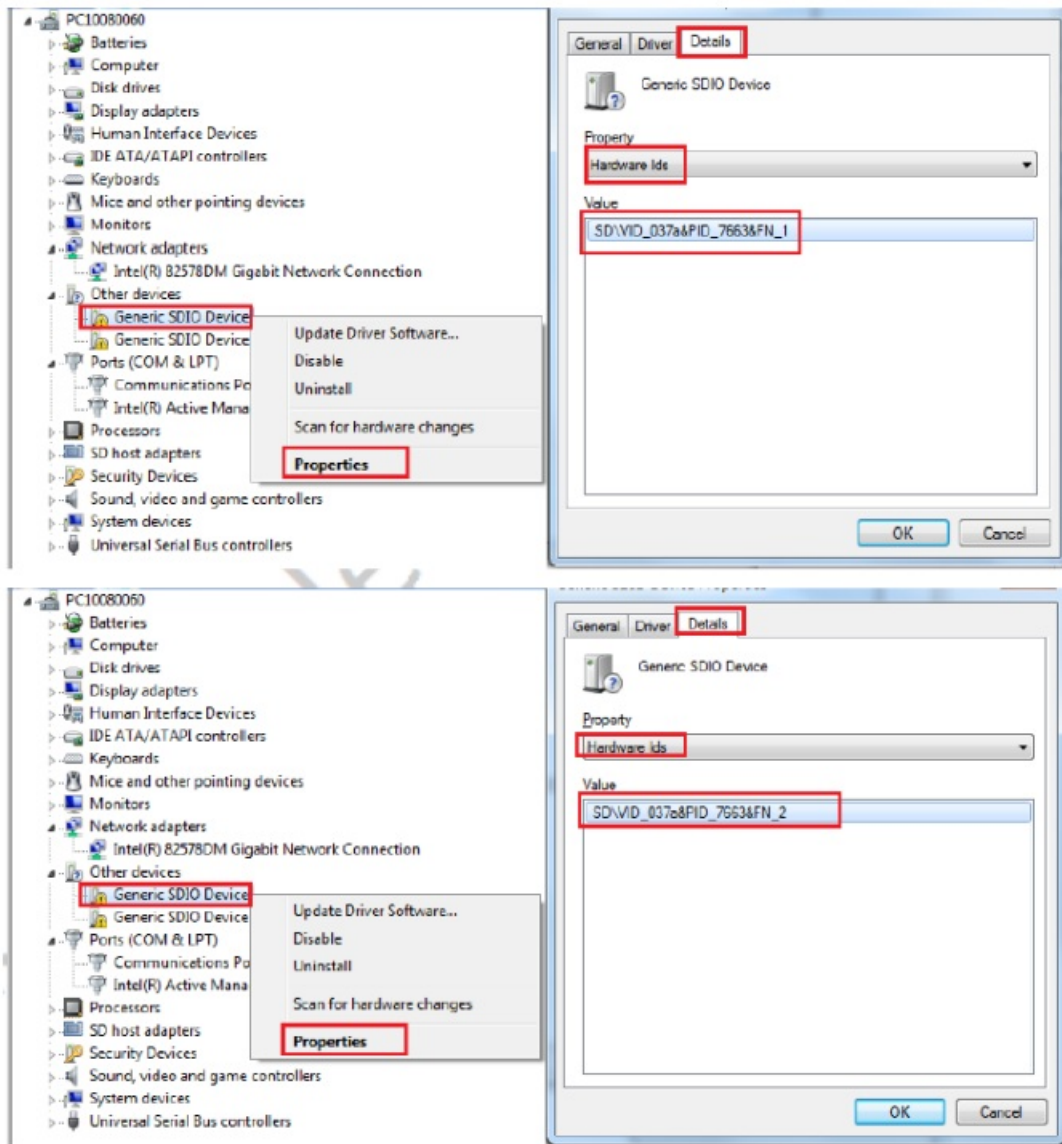 PC10080060
Batteries
Computer
Disk drives
Display adapters
Human Interface Devices
IDE ATA/ATAPI controllers
Keyboards
Mice and other pointing devices
Monitors
Network adapters
Intel(R) 82578DM Gigabit Network Connection
Other devices
Generic SDIO Device
Generic SDIO Device
Ports (COM & LPT)
Communications Po
Intel(R) Active Mana
Processors
SD host adapters
Security Devices
Sound, video and game controllers
System devices
Universal Serial Bus controllers
Update Driver Software...
Disable
Uninstall
Scan for hardware changes
Properties
General Driver Details
Generic SDIO Device
Property
Hardware Ids
Value
SD\VID_037a&PID_7663&FN_1
OK Cancel
PC10080060
Batteries
Computer
Disk drives
Display adapters
Human Interface Devices
IDE ATA/ATAPI controllers
Keyboards
Mice and other pointing devices
Monitors
Network adapters
Intel(R) 82578DM Gigabit Network Connection
Other devices
Generic SDIO Device
Generic SDIO Device
Ports (COM & LPT)
Communications Po
Intel(R) Active Mana
Processors
SD host adapters
Security Devices
Sound, video and game controllers
System devices
Universal Serial Bus controllers
Update Driver Software...
Disable
Uninstall
Scan for hardware changes
Properties
General Driver Details
Generic SDIO Device
Property
Hardware Ids
Value
SD\VID_037a&PID_7663&FN_2
OK Cancel